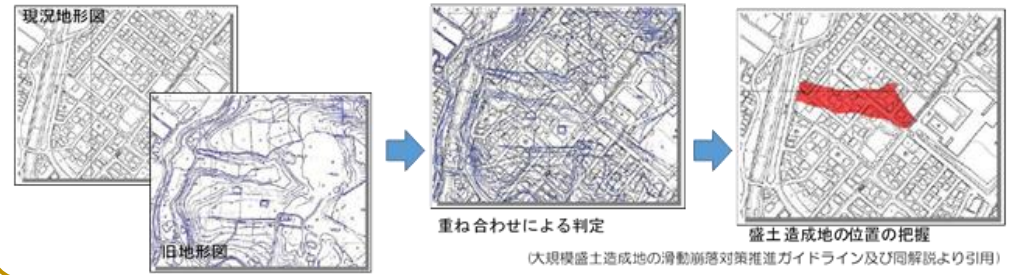 現況地形図
旧地形図
重ね合わせによる判定
盛土造成地の位置の把握
(大規模盛土造成地の滑動崩落対策推進ガイドライン及び同解説より引用)